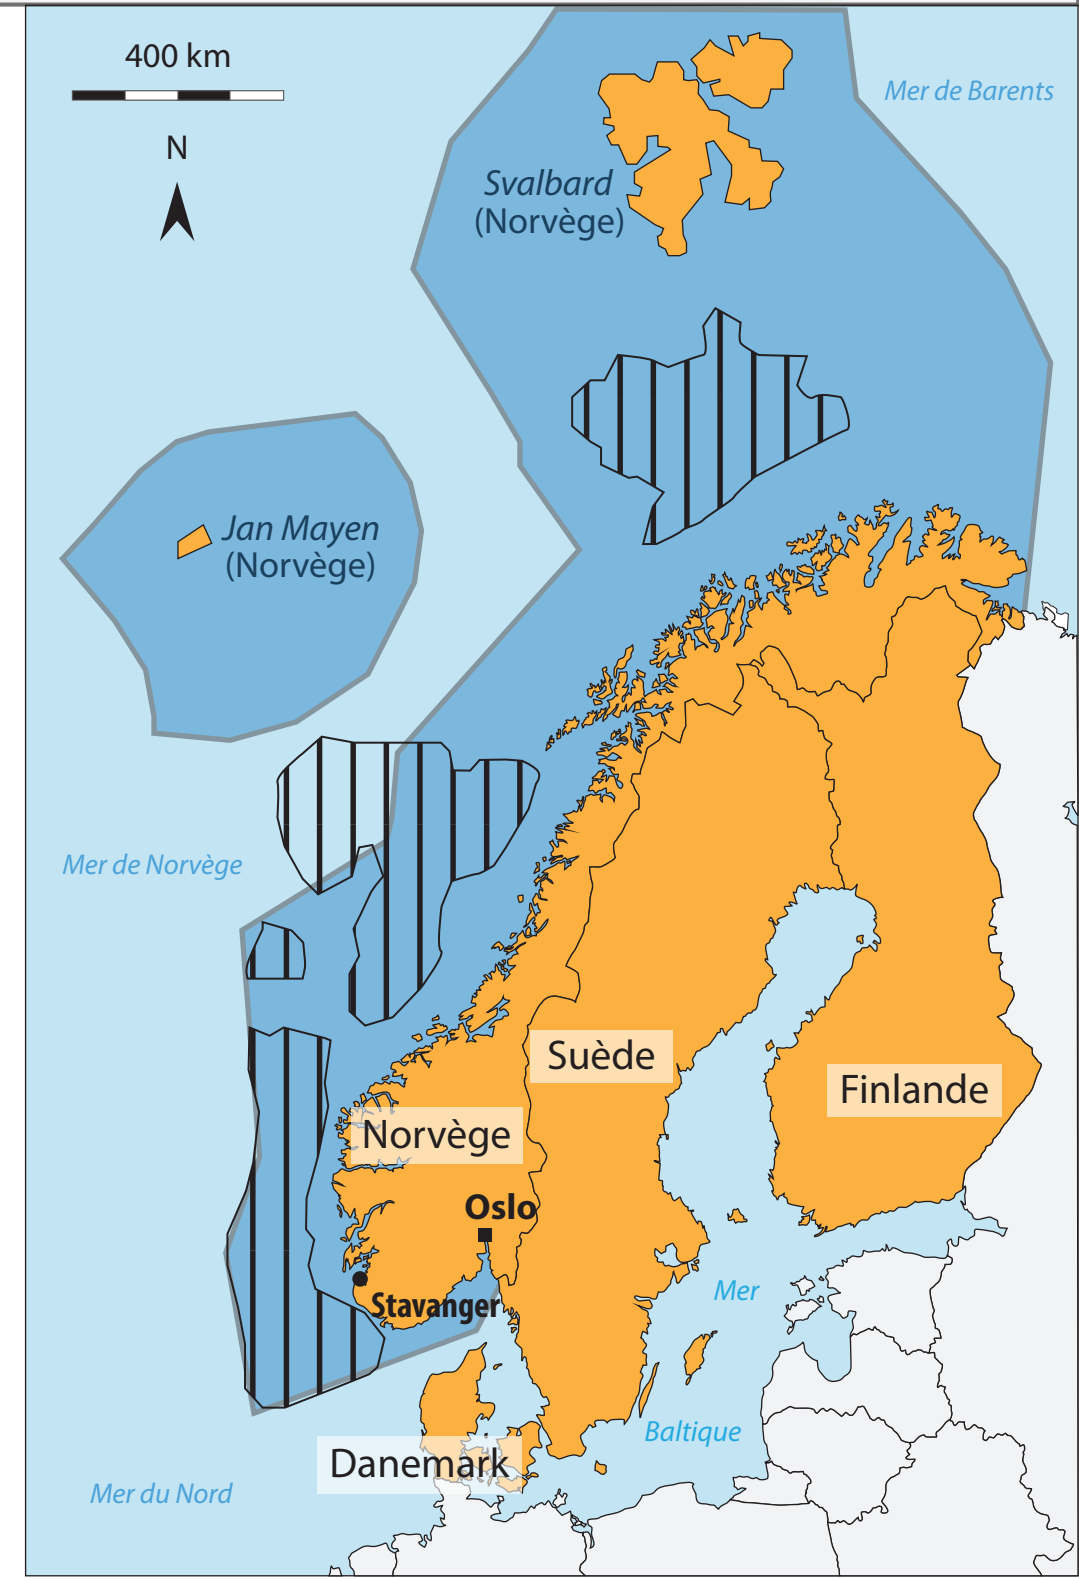 400 km
N
Mer de Barents
Svalbard
(Norvège)
Jan Mayen
(Norvège)
Mer de Norvège
Suède
Finlande
Norvège
Oslo
Stavanger
Mer
Baltique
Danemark
Mer du Nord